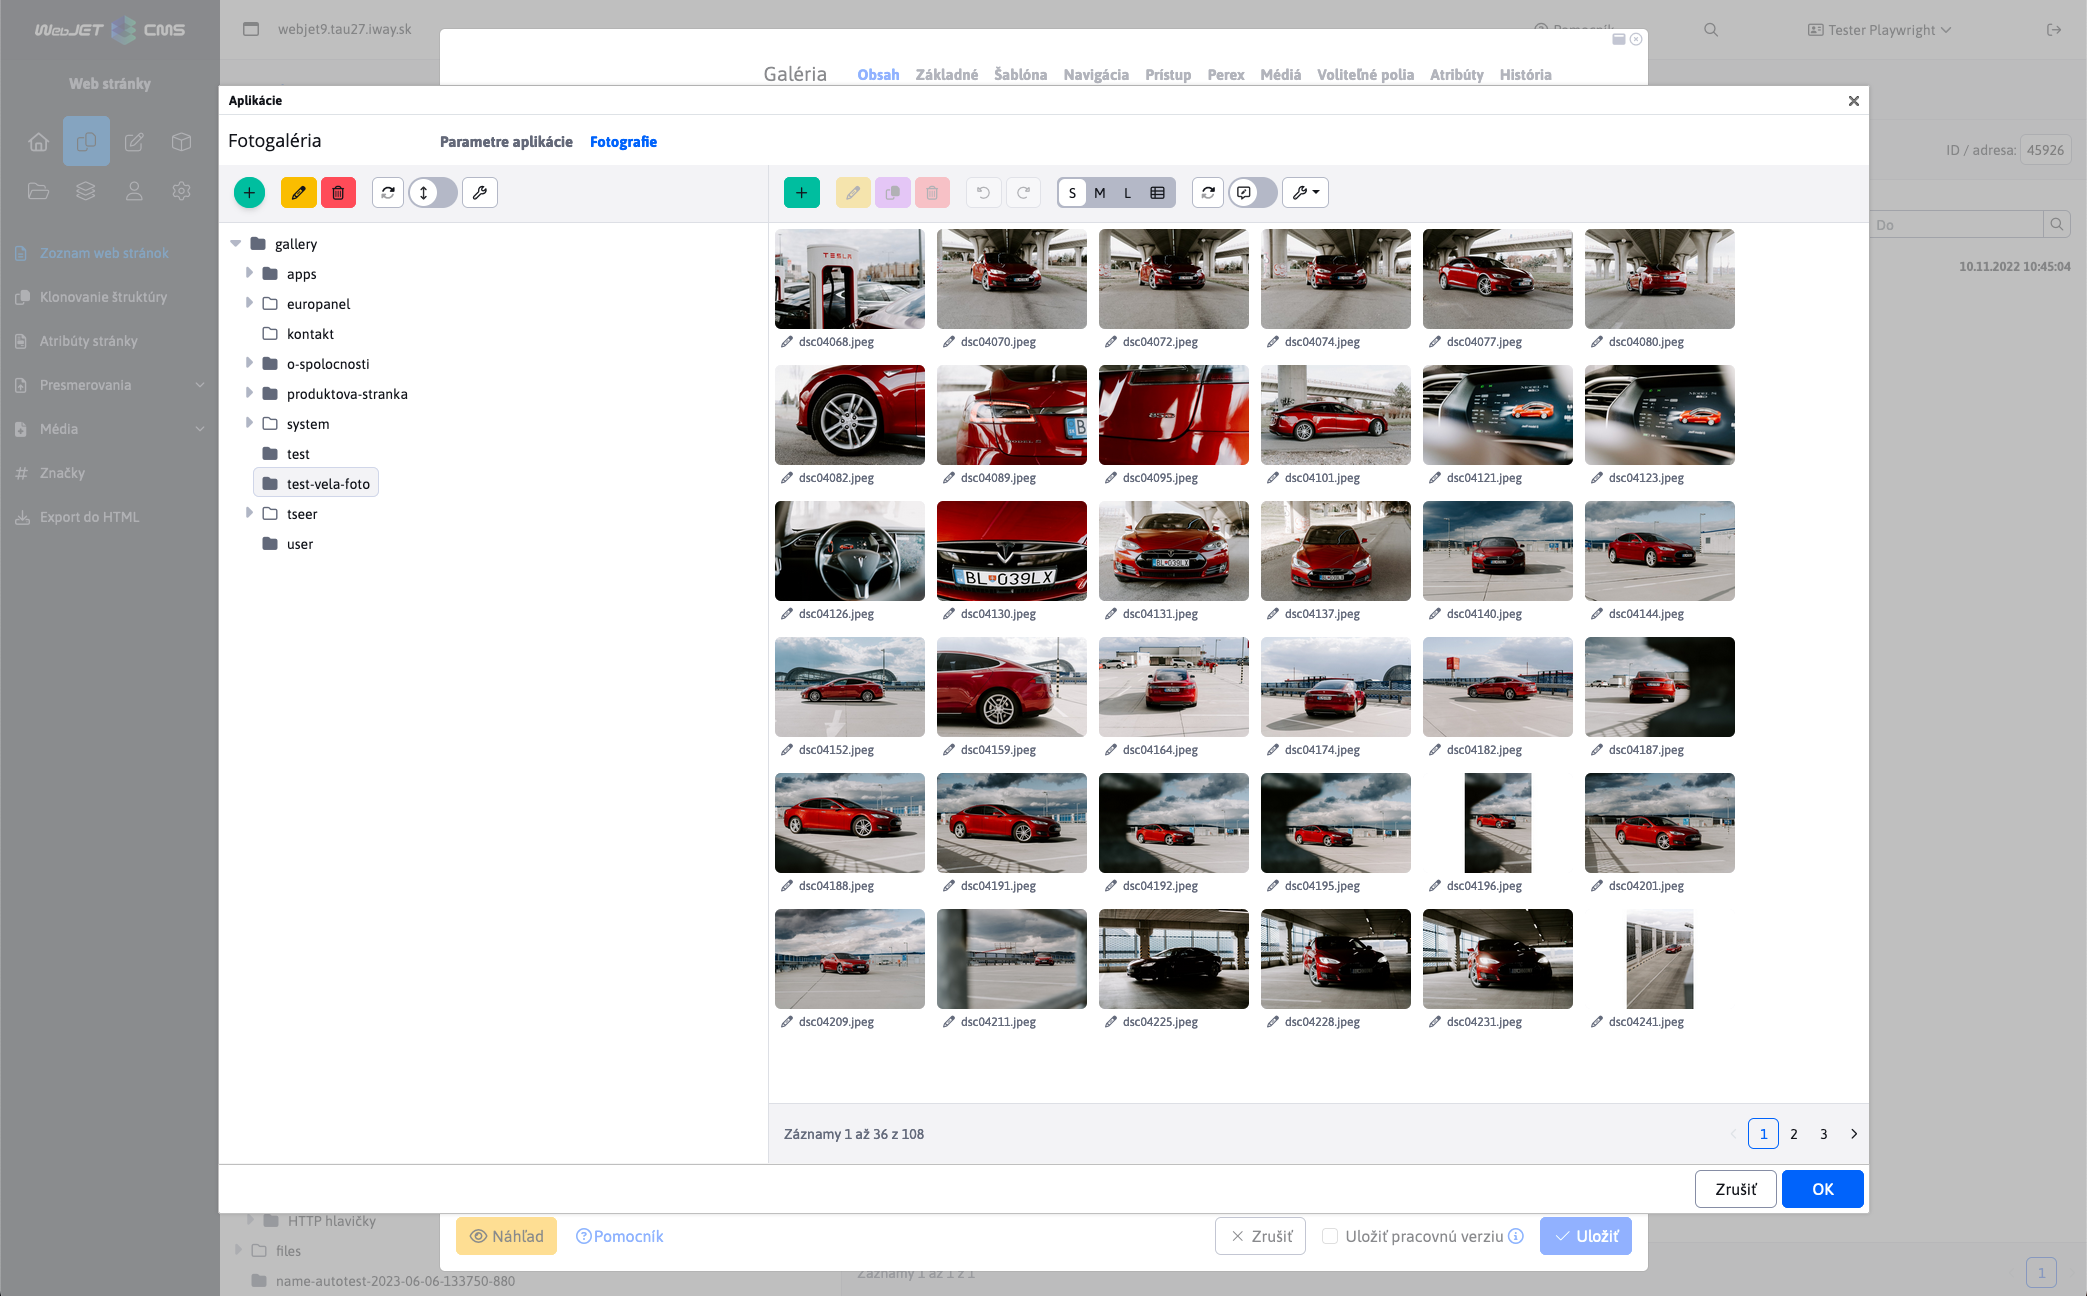 WebJET CMS
webjet9.tau27.iway.sk
Pomocník
Tester Playwright
Web stránky
Galéria
Obsah Základné Šablóna Navigácia Prístup Perex Médiá Voliteľné polia Atribúty História
Aplikácie
Fotogaléria
Parametre aplikácie Fotografie
ID / adresa: 45926
S M L
Do
10.11.2022 10:45:04
Zoznam web stránok
Klonovanie štruktúry
Atribúty stránky
Presmerovania
Média
Značky
Export do HTML
gallery
apps
europanel
kontakt
o-spolocnosti
produktova-stranka
system
test
test-vela-foto
tseer
user
TESLA
dsc04068.jpeg dsc04070.jpeg dsc04072.jpeg dsc04074.jpeg dsc04077.jpeg dsc04080.jpeg
dsc04082.jpeg dsc04089.jpeg dsc04095.jpeg dsc04101.jpeg dsc04121.jpeg dsc04123.jpeg
BL 039LX
BL 039LX
dsc04126.jpeg dsc04130.jpeg dsc04131.jpeg dsc04137.jpeg dsc04140.jpeg dsc04144.jpeg
dsc04152.jpeg dsc04159.jpeg dsc04164.jpeg dsc04174.jpeg dsc04182.jpeg dsc04187.jpeg
dsc04188.jpeg dsc04191.jpeg dsc04192.jpeg dsc04195.jpeg dsc04196.jpeg dsc04201.jpeg
dsc04209.jpeg dsc04211.jpeg dsc04225.jpeg dsc04228.jpeg dsc04231.jpeg dsc04241.jpeg
Záznamy 1 až 36 z 108
1 2 3
Zrušiť OK
HTTP hlavičky
files
name-autotest-2023-06-06-133750-880
Náhľad Pomocník
Zrušiť Uložiť pracovnú verziu Uložiť
Záznamy 1 až 1 z 1
1